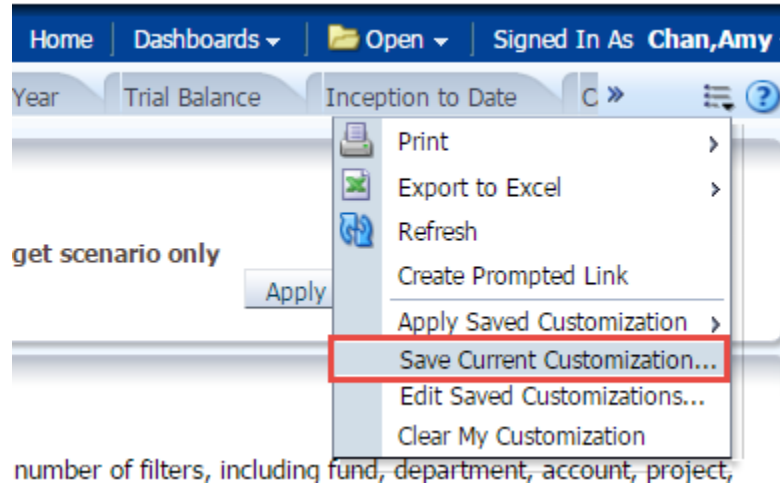 Home Dashboards Open Signed In As Chan,Amy
Year Trial Balance Inception to Date C »
Print
Export to Excel
Refresh
get scenario only
Create Prompted Link
Apply
Apply Saved Customization
Save Current Customization...
Edit Saved Customizations...
Clear My Customization
number of filters, including fund, department, account, project,